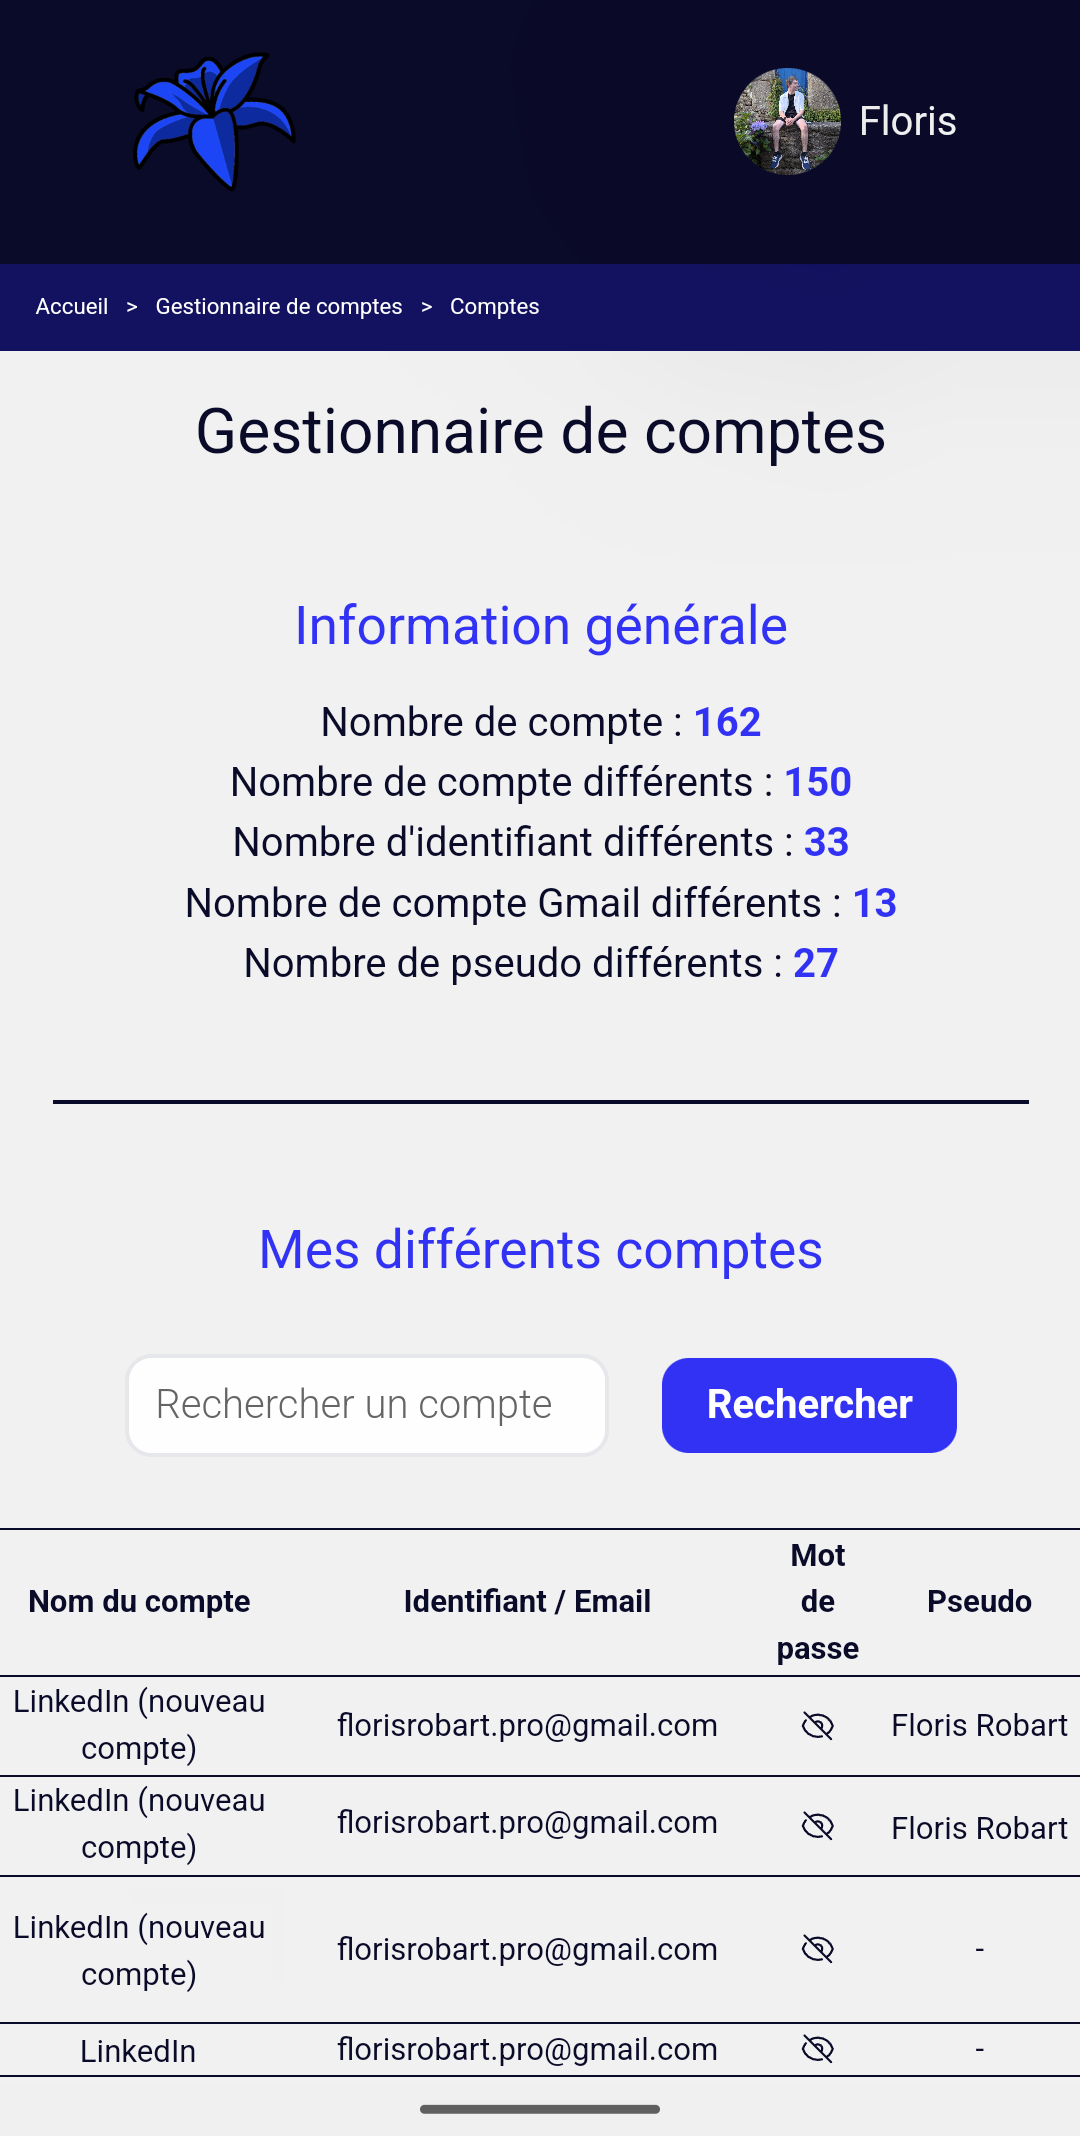 Floris
Accueil > Gestionnaire de comptes > Comptes
Gestionnaire de comptes
Information générale
Nombre de compte : 162
Nombre de compte différents : 150
Nombre d'identifiant différents : 33
Nombre de compte Gmail différents : 13
Nombre de pseudo différents : 27
Mes différents comptes
Rechercher un compte Rechercher
Nom du compte Identifiant / Email Mot de passe Pseudo
LinkedIn (nouveau compte) florisrobart.pro@gmail.com Floris Robart
LinkedIn (nouveau compte) florisrobart.pro@gmail.com Floris Robart
LinkedIn (nouveau compte) florisrobart.pro@gmail.com -
LinkedIn florisrobart.pro@gmail.com -